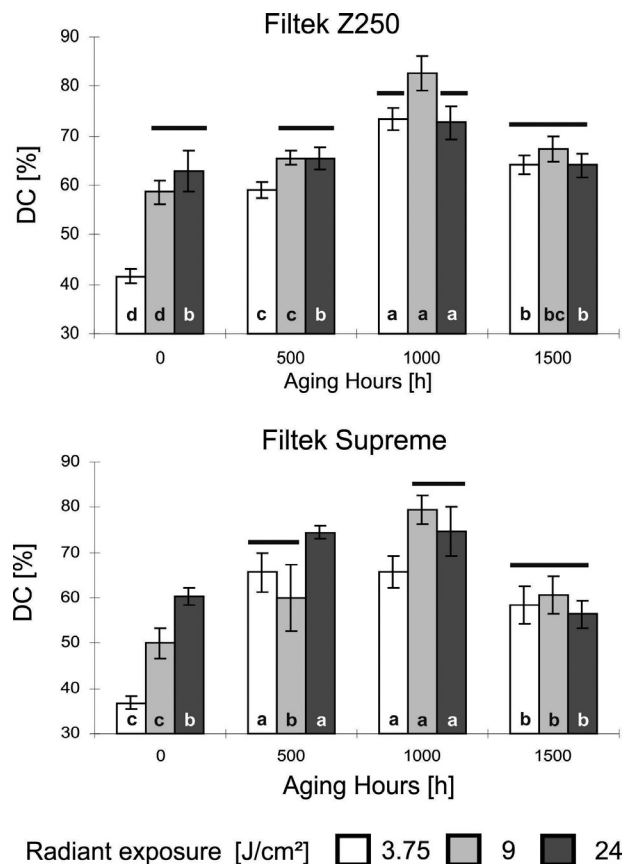 Filtek Z250
90
80
70
60
50
40
30
DC [%]
d d b c c b a a a b bc b
0 500 1000 1500
Aging Hours [h]
Filtek Supreme
90
80
70
60
50
40
30
DC [%]
c c b a b a a a a b b b
0 500 1000 1500
Aging Hours [h]
Radiant exposure [J/cm²] 3.75 9 24